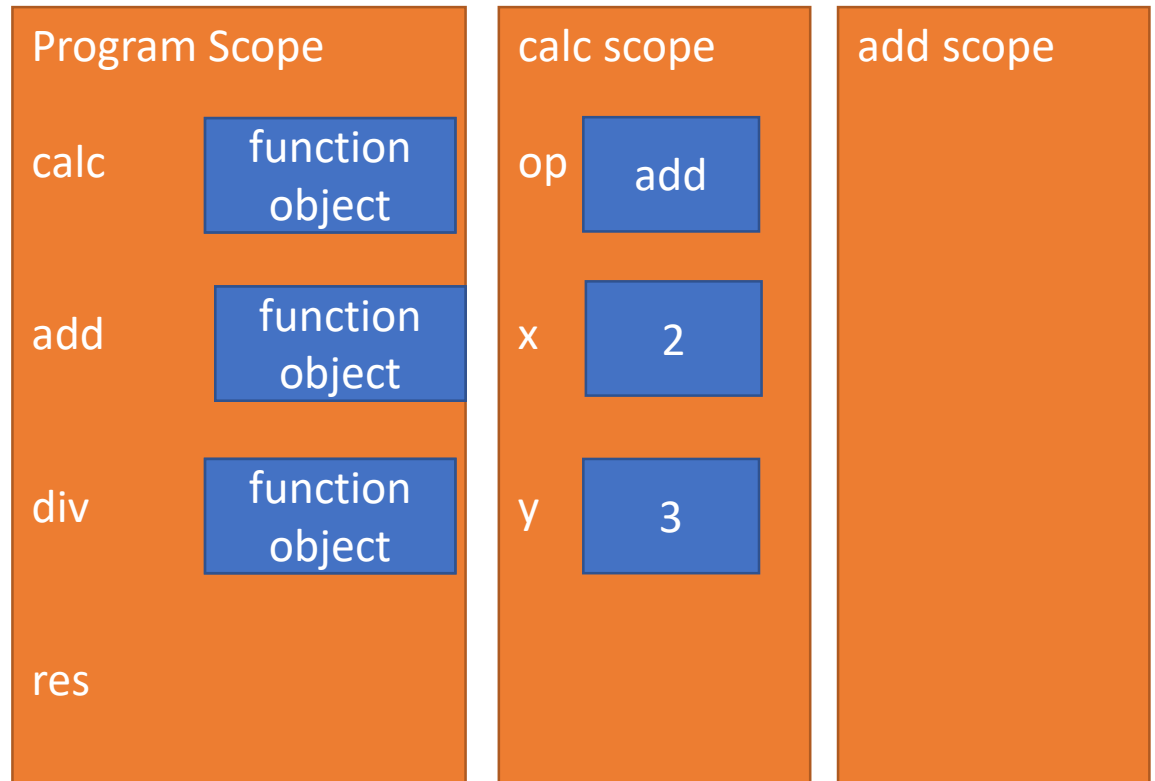 Program Scope
calc
function
object
add
function
object
div
function
object
res
calc scope
op
add
x
2
y
3
add scope